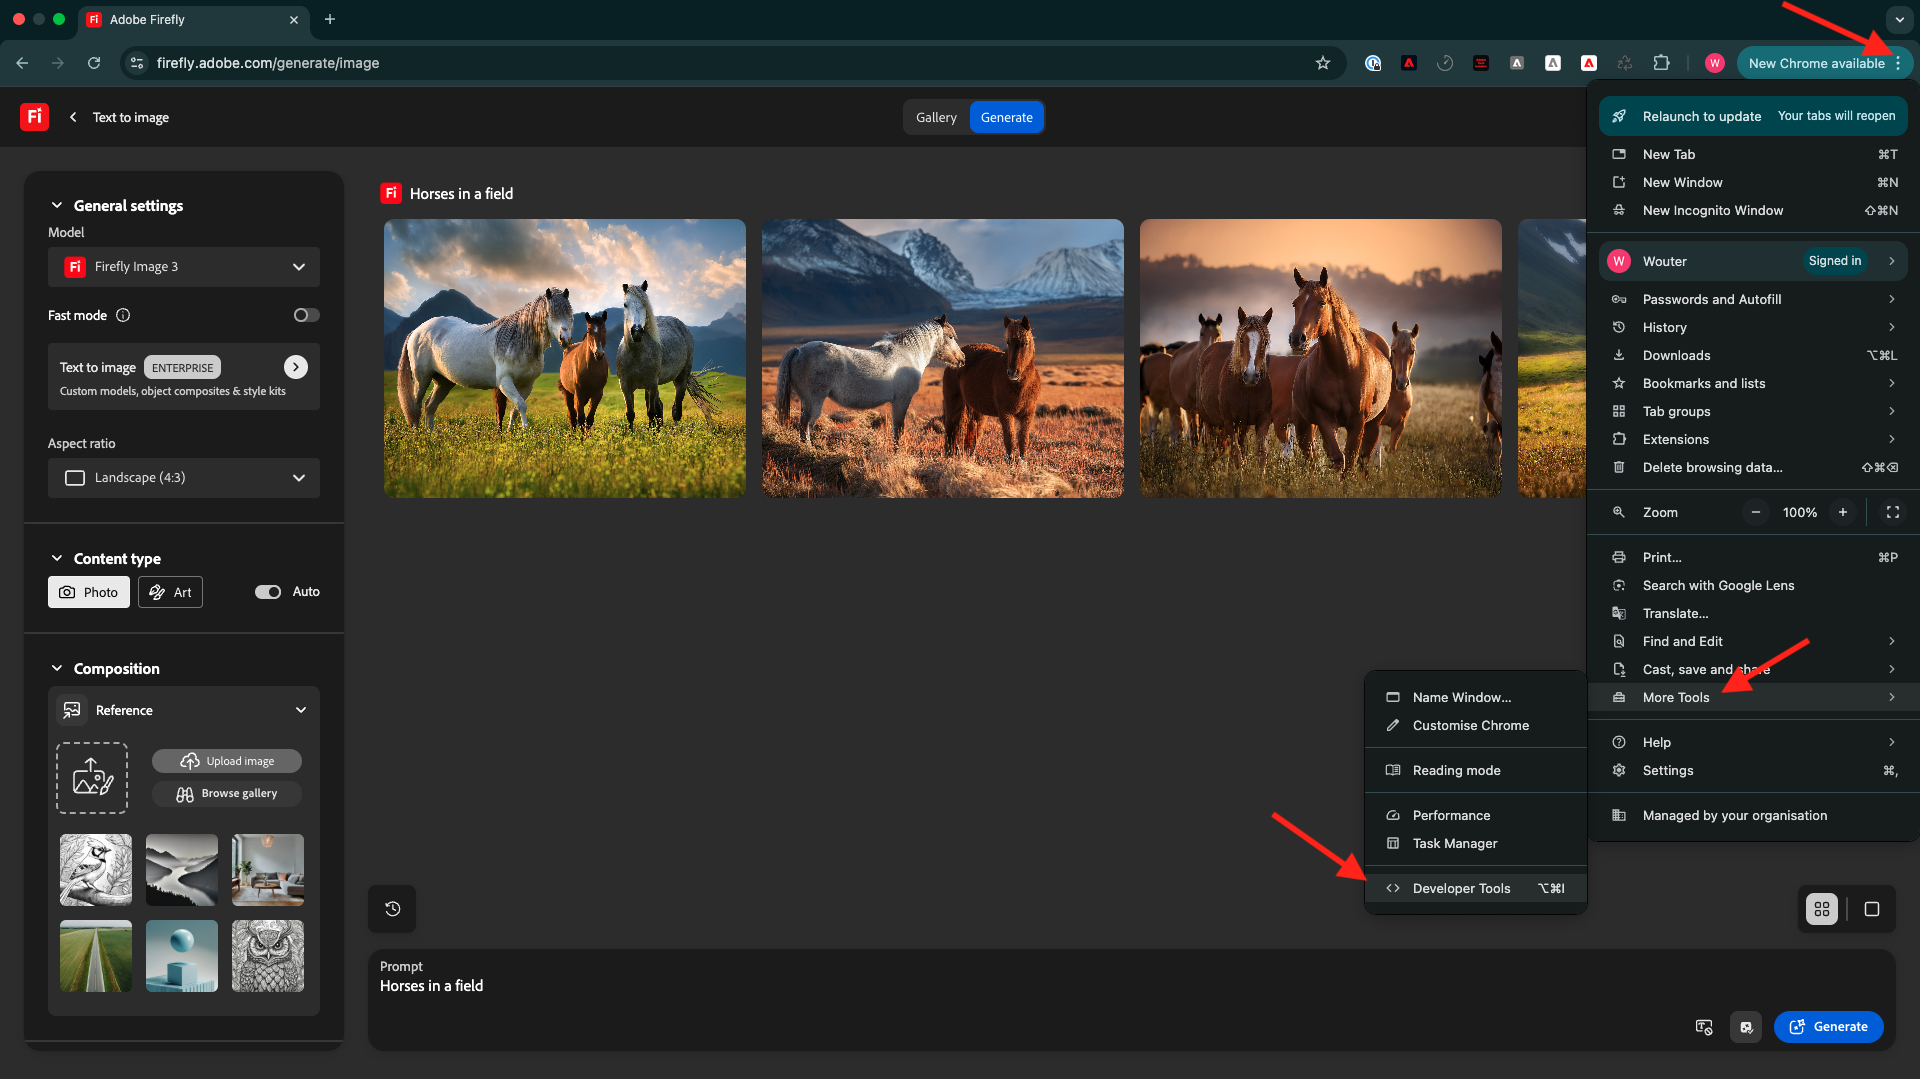 Adobe Firefly
firefly.adobe.com/generate/image
W
New Chrome available
Fi
Text to image
Gallery
Generate
General settings
Model
Fi Firefly Image 3
Fast mode
Text to image ENTERPRISE
Custom models, object composites & style kits
Aspect ratio
Landscape (4:3)
Content type
Photo
Art
Auto
Composition
Reference
Upload image
Browse gallery
Fi Horses in a field
Prompt
Horses in a field
Generate
Relaunch to update Your tabs will reopen
New Tab ⌘T
New Window ⌘N
New Incognito Window ⇧⌘N
W Wouter Signed in
Passwords and Autofill
History
Downloads ⌥⌘L
Bookmarks and lists
Tab groups
Extensions
Delete browsing data... ⇧⌘⌫
Zoom − 100% +
Print... ⌘P
Search with Google Lens
Translate...
Find and Edit
Cast, save and share
More Tools
Help
Settings ⌘,
Managed by your organisation
Name Window...
Customise Chrome
Reading mode
Performance
Task Manager
Developer Tools ⌥⌘I